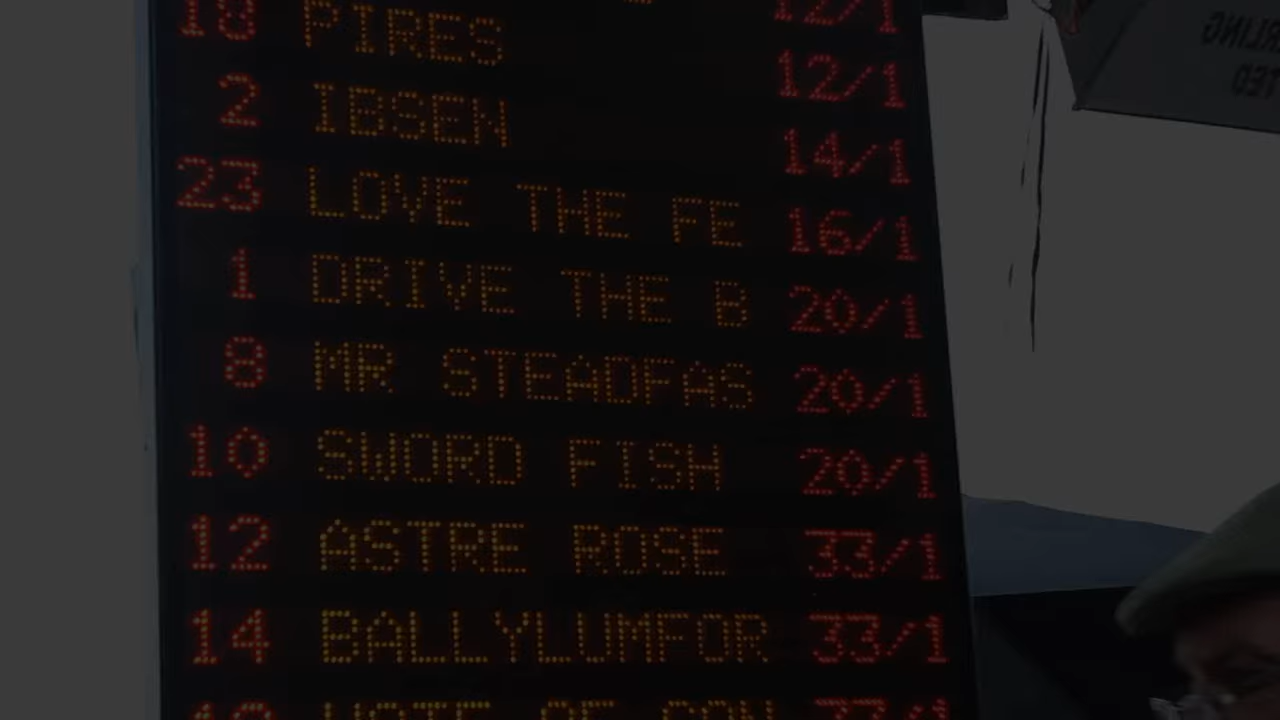 12/1
18 PIRES 12/1
2 IBSEN 14/1
23 LOVE THE FE 16/1
1 DRIVE THE B 20/1
8 MR STEADFAS 20/1
10 SWORD FISH 20/1
12 ASTRE ROSE 33/1
14 BALLYLUMFOR 33/1
OF CON